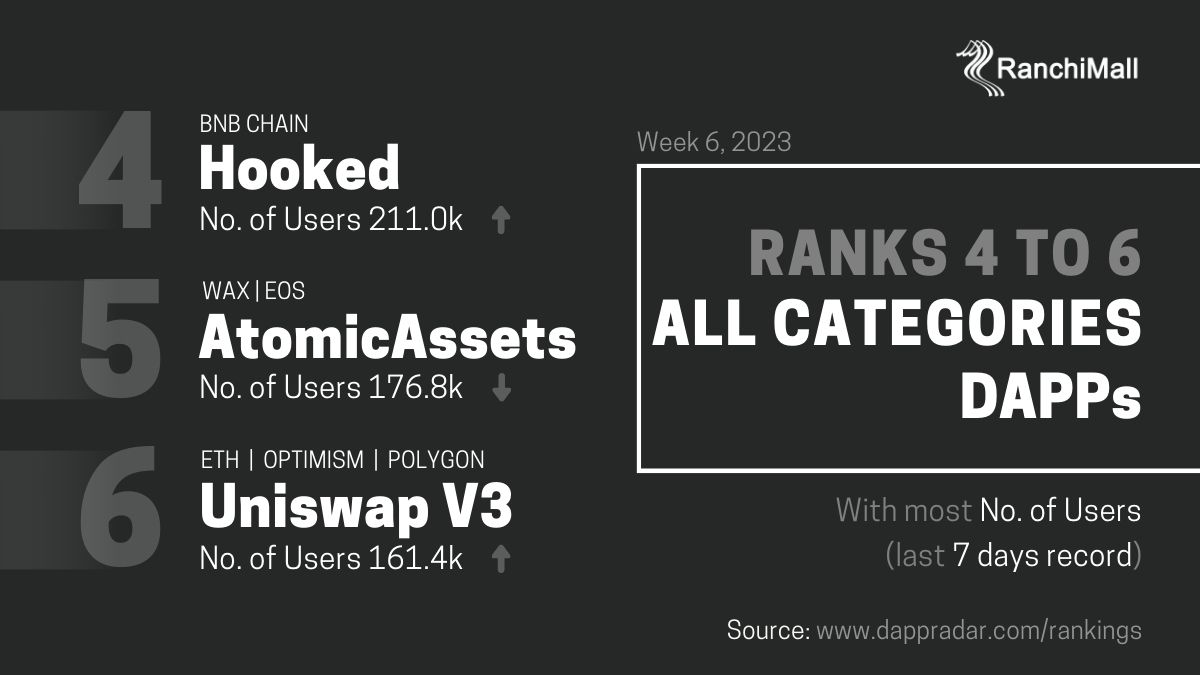 RanchiMall
4
BNB CHAIN
Hooked
No. of Users 211.0k
5
WAX | EOS
AtomicAssets
No. of Users 176.8k
6
ETH | OPTIMISM | POLYGON
Uniswap V3
No. of Users 161.4k
Week 6, 2023
RANKS 4 TO 6
ALL CATEGORIES
DAPPs
With most No. of Users
(last 7 days record)
Source: www.dappradar.com/rankings